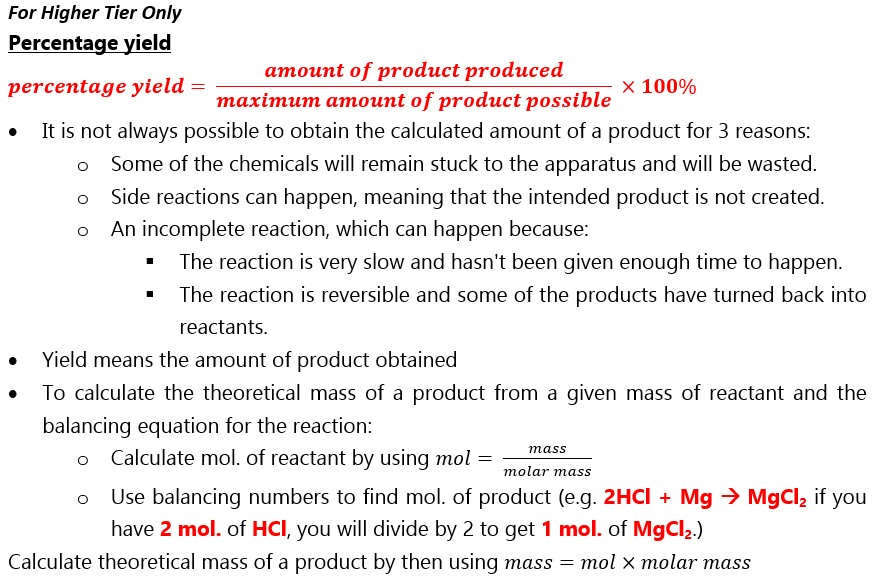 For Higher Tier Only
Percentage yield
percentage yield = amount of product produced / maximum amount of product possible × 100%
• It is not always possible to obtain the calculated amount of a product for 3 reasons:
o Some of the chemicals will remain stuck to the apparatus and will be wasted.
o Side reactions can happen, meaning that the intended product is not created.
o An incomplete reaction, which can happen because:
▪ The reaction is very slow and hasn't been given enough time to happen.
▪ The reaction is reversible and some of the products have turned back into
reactants.
• Yield means the amount of product obtained
• To calculate the theoretical mass of a product from a given mass of reactant and the
balancing equation for the reaction:
o Calculate mol. of reactant by using mol = mass / molar mass
o Use balancing numbers to find mol. of product (e.g. 2HCl + Mg → MgCl₂ if you
have 2 mol. of HCl, you will divide by 2 to get 1 mol. of MgCl₂.)
Calculate theoretical mass of a product by then using mass = mol × molar mass